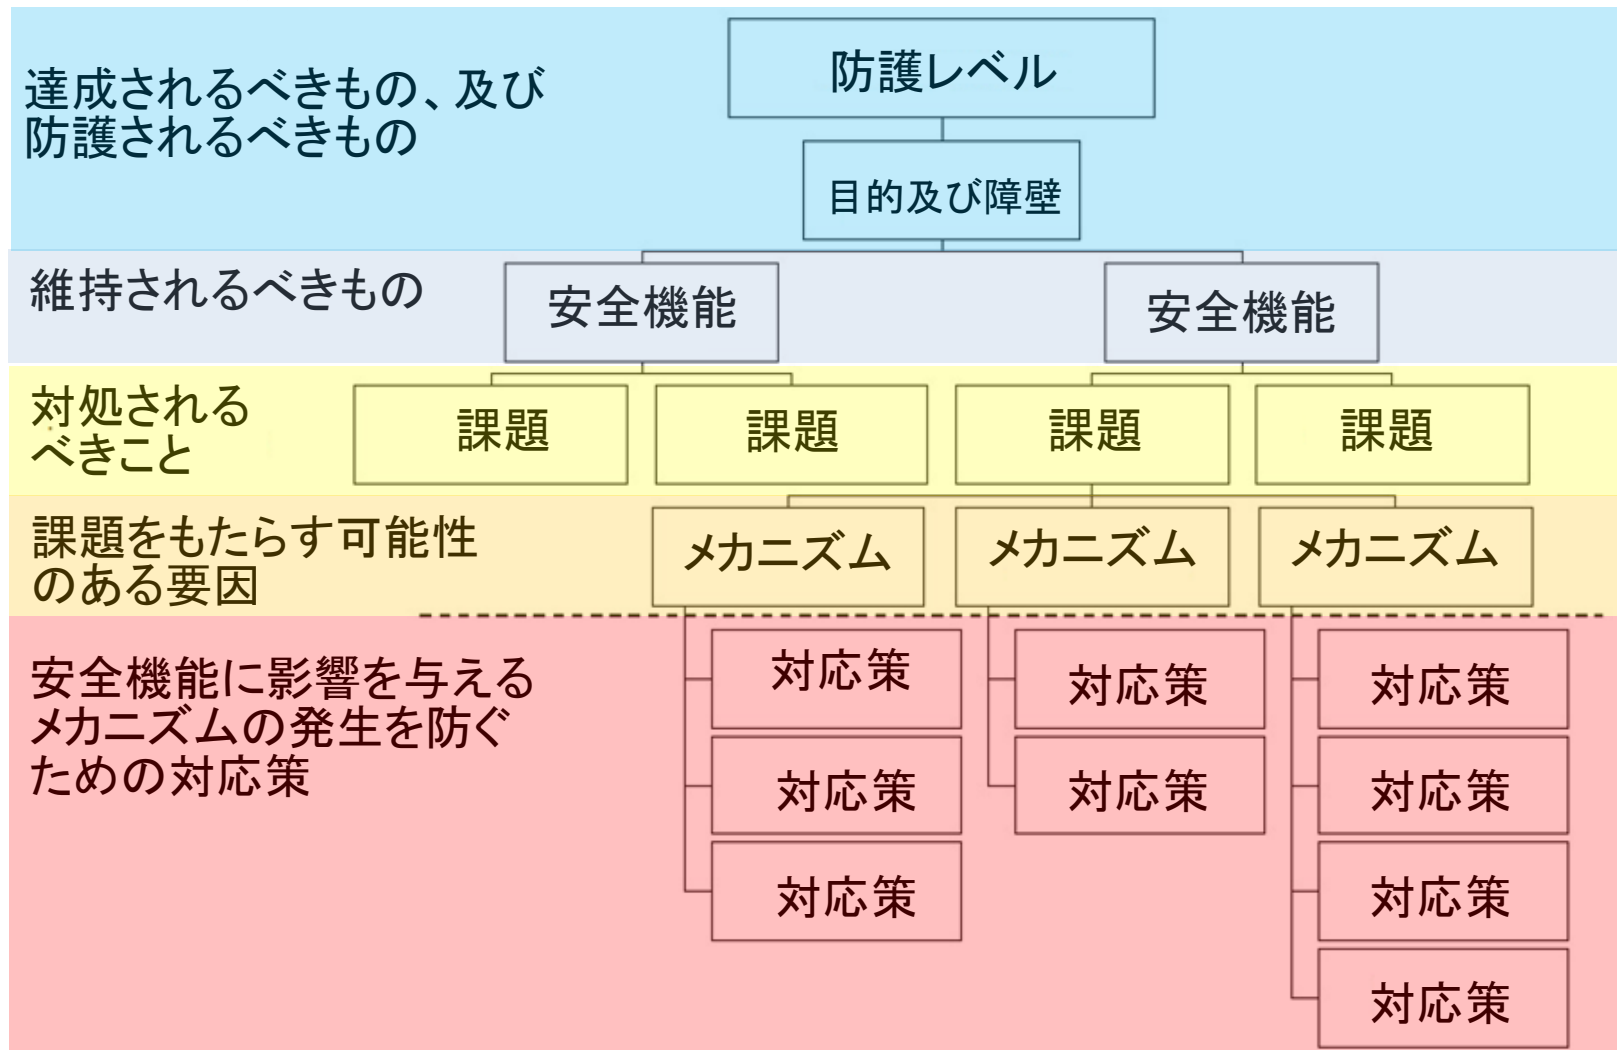 達成されるべきもの、及び
防護されるべきもの
防護レベル
目的及び障壁
維持されるべきもの
安全機能
安全機能
対処される
べきこと
課題
課題
課題
課題
課題をもたらす可能性
のある要因
メカニズム
メカニズム
メカニズム
安全機能に影響を与える
メカニズムの発生を防ぐ
ための対応策
対応策
対応策
対応策
対応策
対応策
対応策
対応策
対応策
対応策